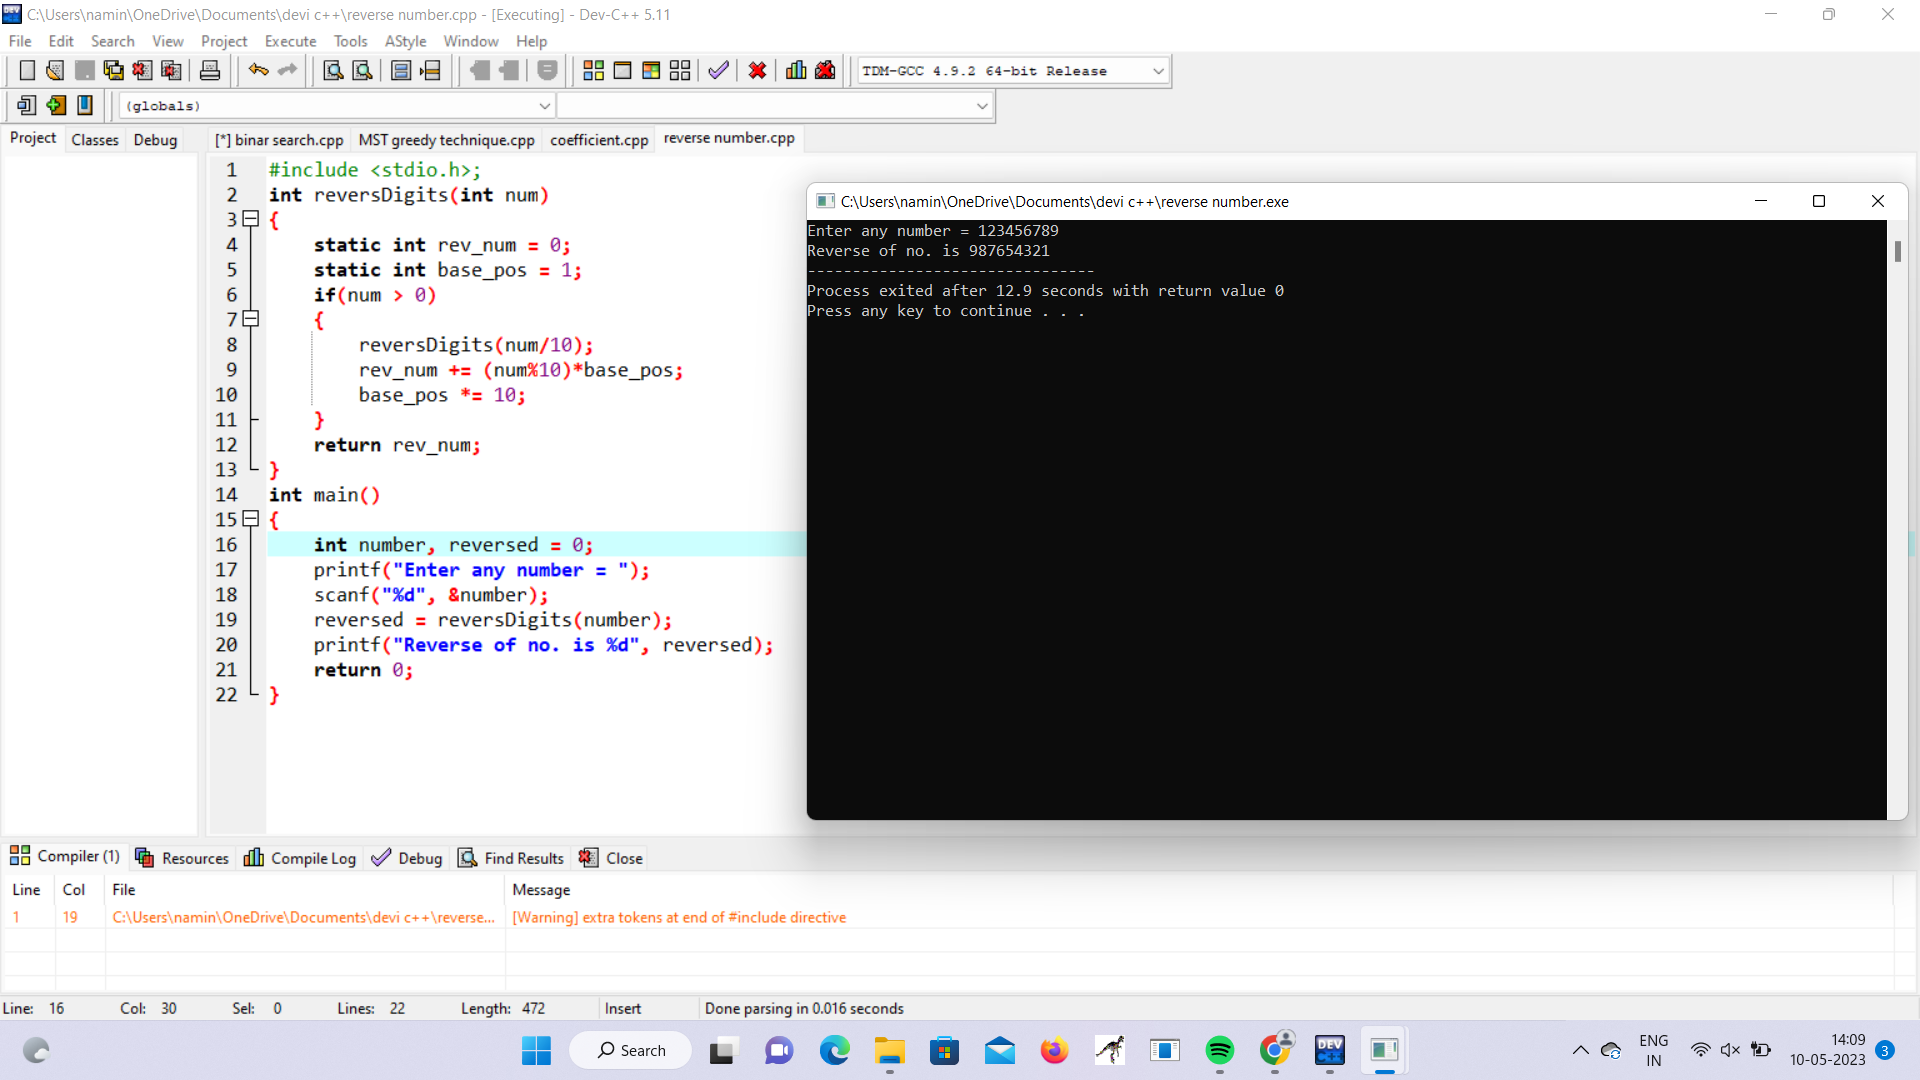 C:\Users\namin\OneDrive\Documents\devi c++\reverse number.cpp - [Executing] - Dev-C++ 5.11
File Edit Search View Project Execute Tools AStyle Window Help
TDM-GCC 4.9.2 64-bit Release
(globals)
Project Classes Debug
[*] binar search.cpp MST greedy technique.cpp coefficient.cpp reverse number.cpp
1 #include <stdio.h>;
2 int reversDigits(int num)
3 {
4 static int rev_num = 0;
5 static int base_pos = 1;
6 if(num > 0)
7 {
8 reversDigits(num/10);
9 rev_num += (num%10)*base_pos;
10 base_pos *= 10;
11 }
12 return rev_num;
13 }
14 int main()
15 {
16 int number, reversed = 0;
17 printf("Enter any number = ");
18 scanf("%d", &number);
19 reversed = reversDigits(number);
20 printf("Reverse of no. is %d", reversed);
21 return 0;
22 }
C:\Users\namin\OneDrive\Documents\devi c++\reverse number.exe
Enter any number = 123456789
Reverse of no. is 987654321
--------------------------------
Process exited after 12.9 seconds with return value 0
Press any key to continue . . .
Compiler (1) Resources Compile Log Debug Find Results Close
Line Col File Message
1 19 C:\Users\namin\OneDrive\Documents\devi c++\reverse... [Warning] extra tokens at end of #include directive
Line: 16 Col: 30 Sel: 0 Lines: 22 Length: 472 Insert Done parsing in 0.016 seconds
Search
DEV C++
ENG
IN
14:09
10-05-2023
3